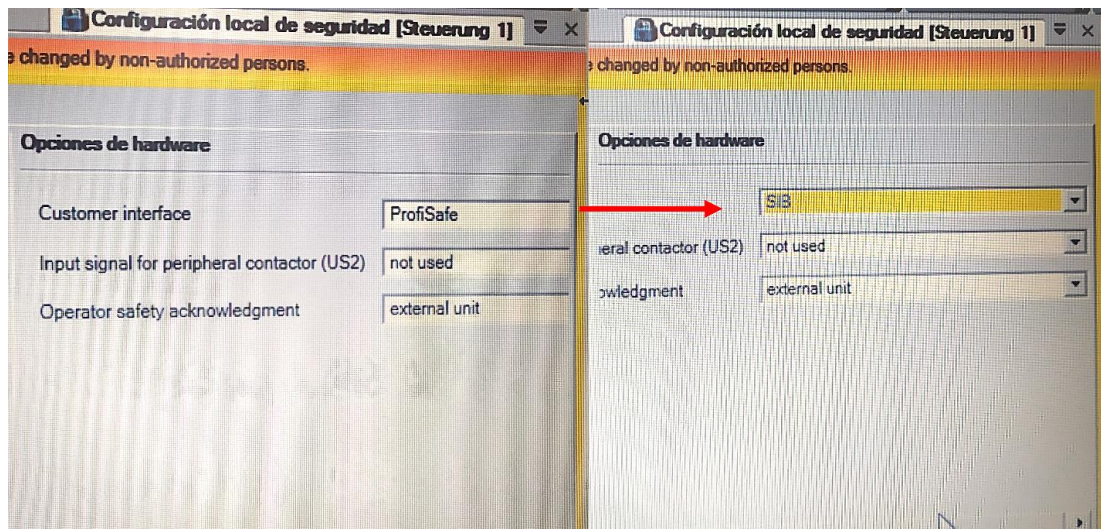 Configuración local de seguridad [Steuerung 1]
changed by non-authorized persons.
Opciones de hardware
Customer interface ProfiSafe
Input signal for peripheral contactor (US2) not used
Operator safety acknowledgment external unit
Configuración local de seguridad [Steuerung 1]
changed by non-authorized persons.
Opciones de hardware
SIB
eral contactor (US2) not used
owledgment external unit